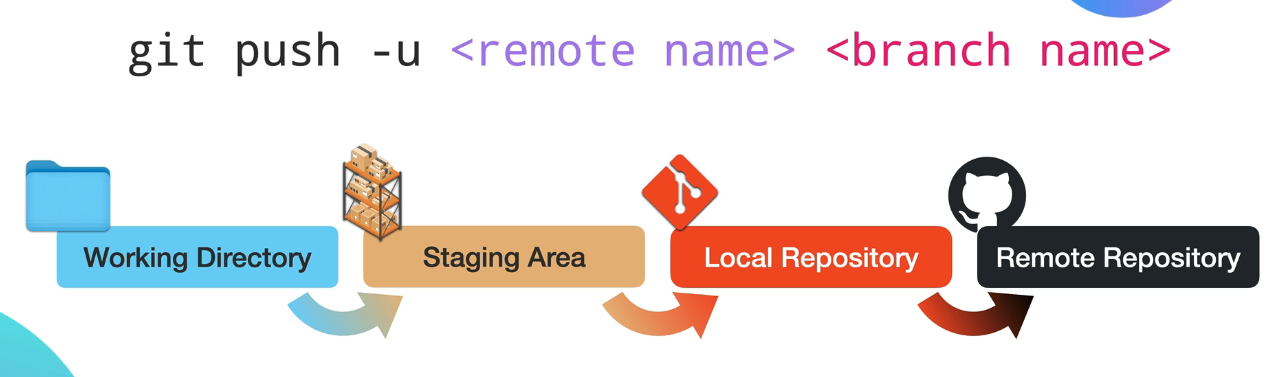 git push -u <remote name> <branch name>
Working Directory
Staging Area
Local Repository
Remote Repository